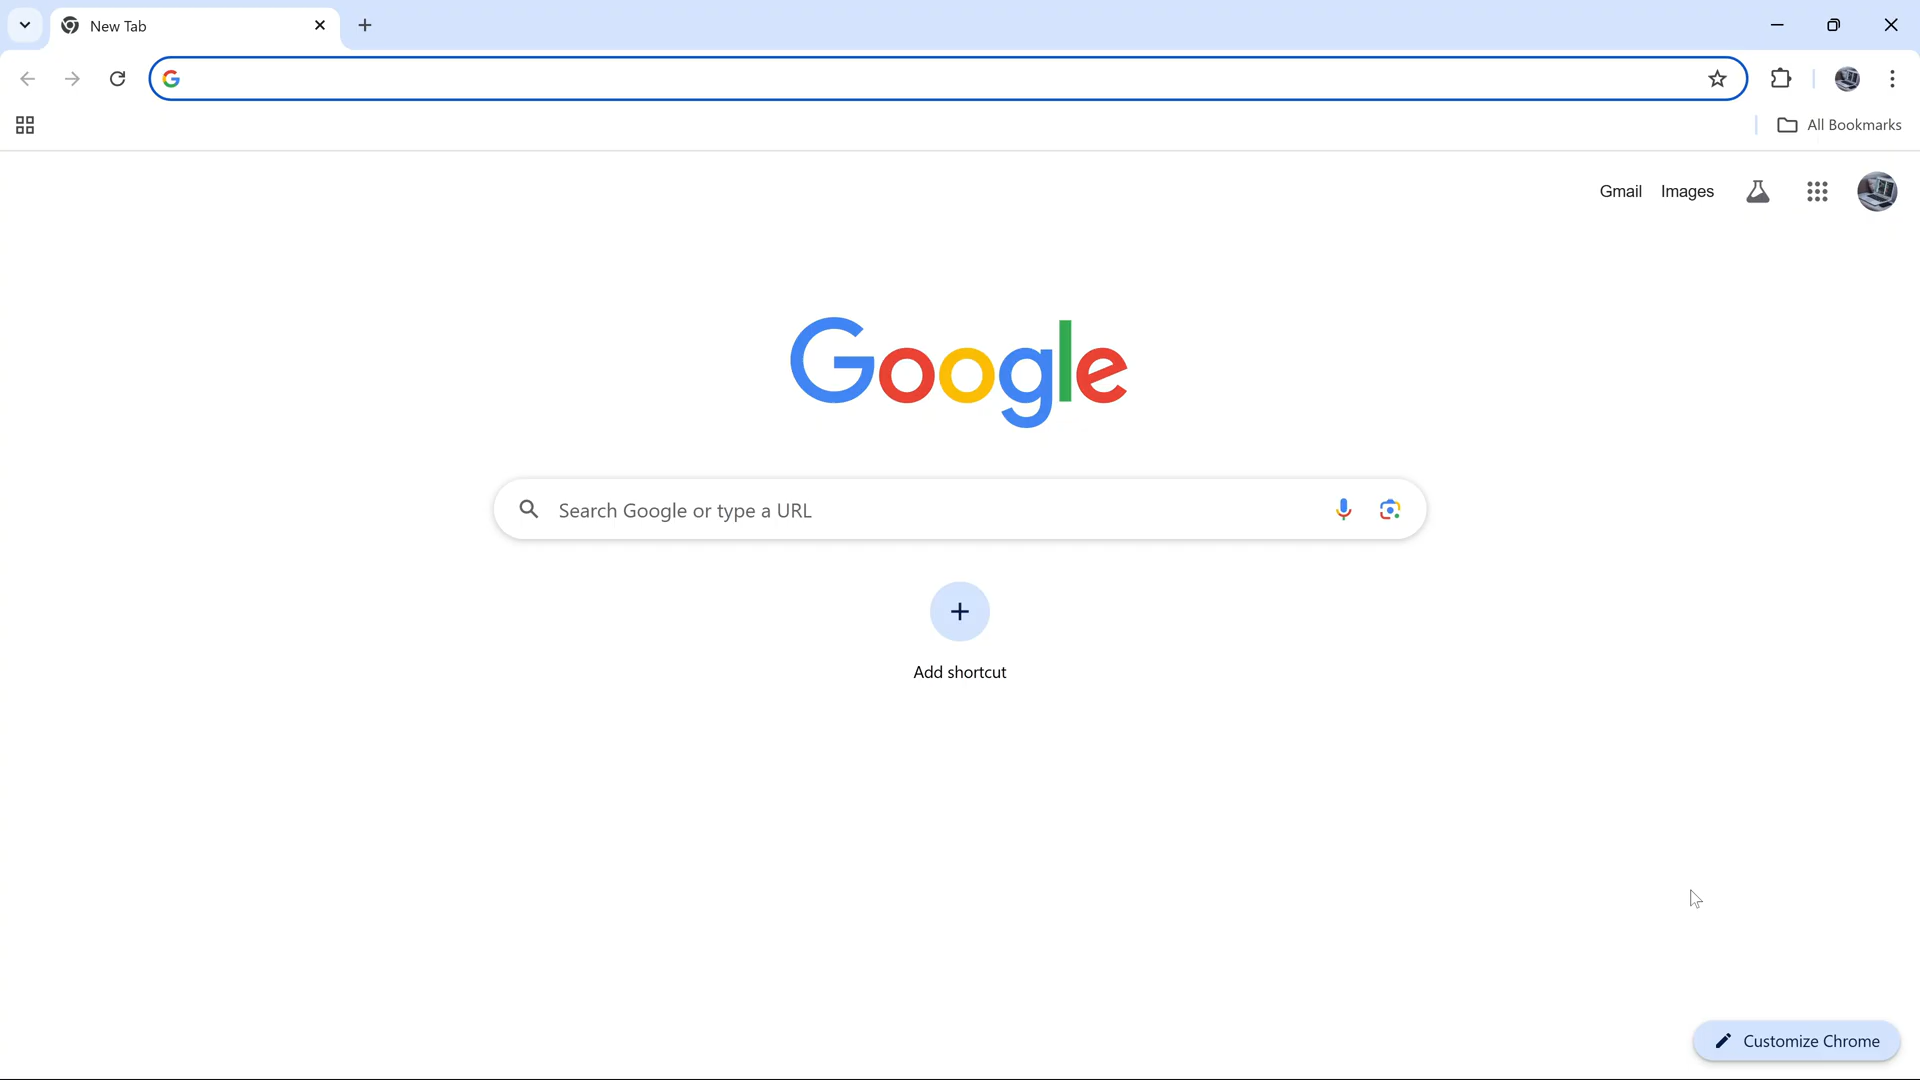 New Tab
All Bookmarks
Gmail Images
Google
Search Google or type a URL
Add shortcut
Customize Chrome